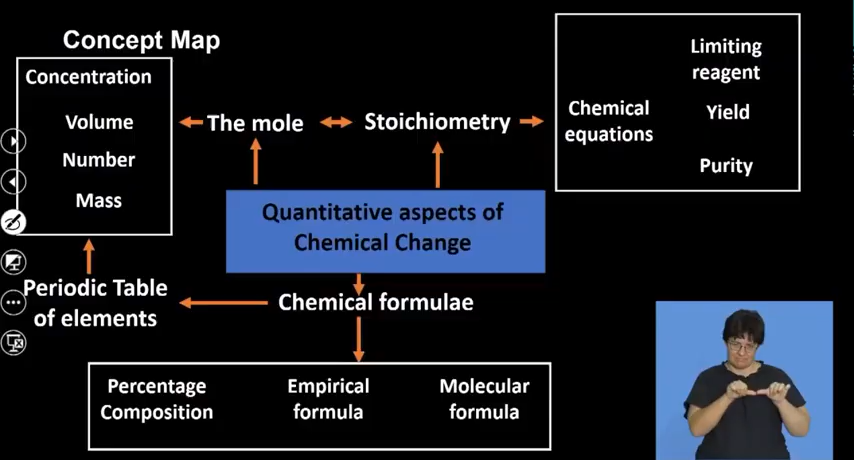 Concept Map
Concentration
Volume
Number
Mass
The mole
Stoichiometry
Chemical
equations
Limiting
reagent
Yield
Purity
Quantitative aspects of
Chemical Change
Periodic Table
of elements
Chemical formulae
Percentage
Composition
Empirical
formula
Molecular
formula